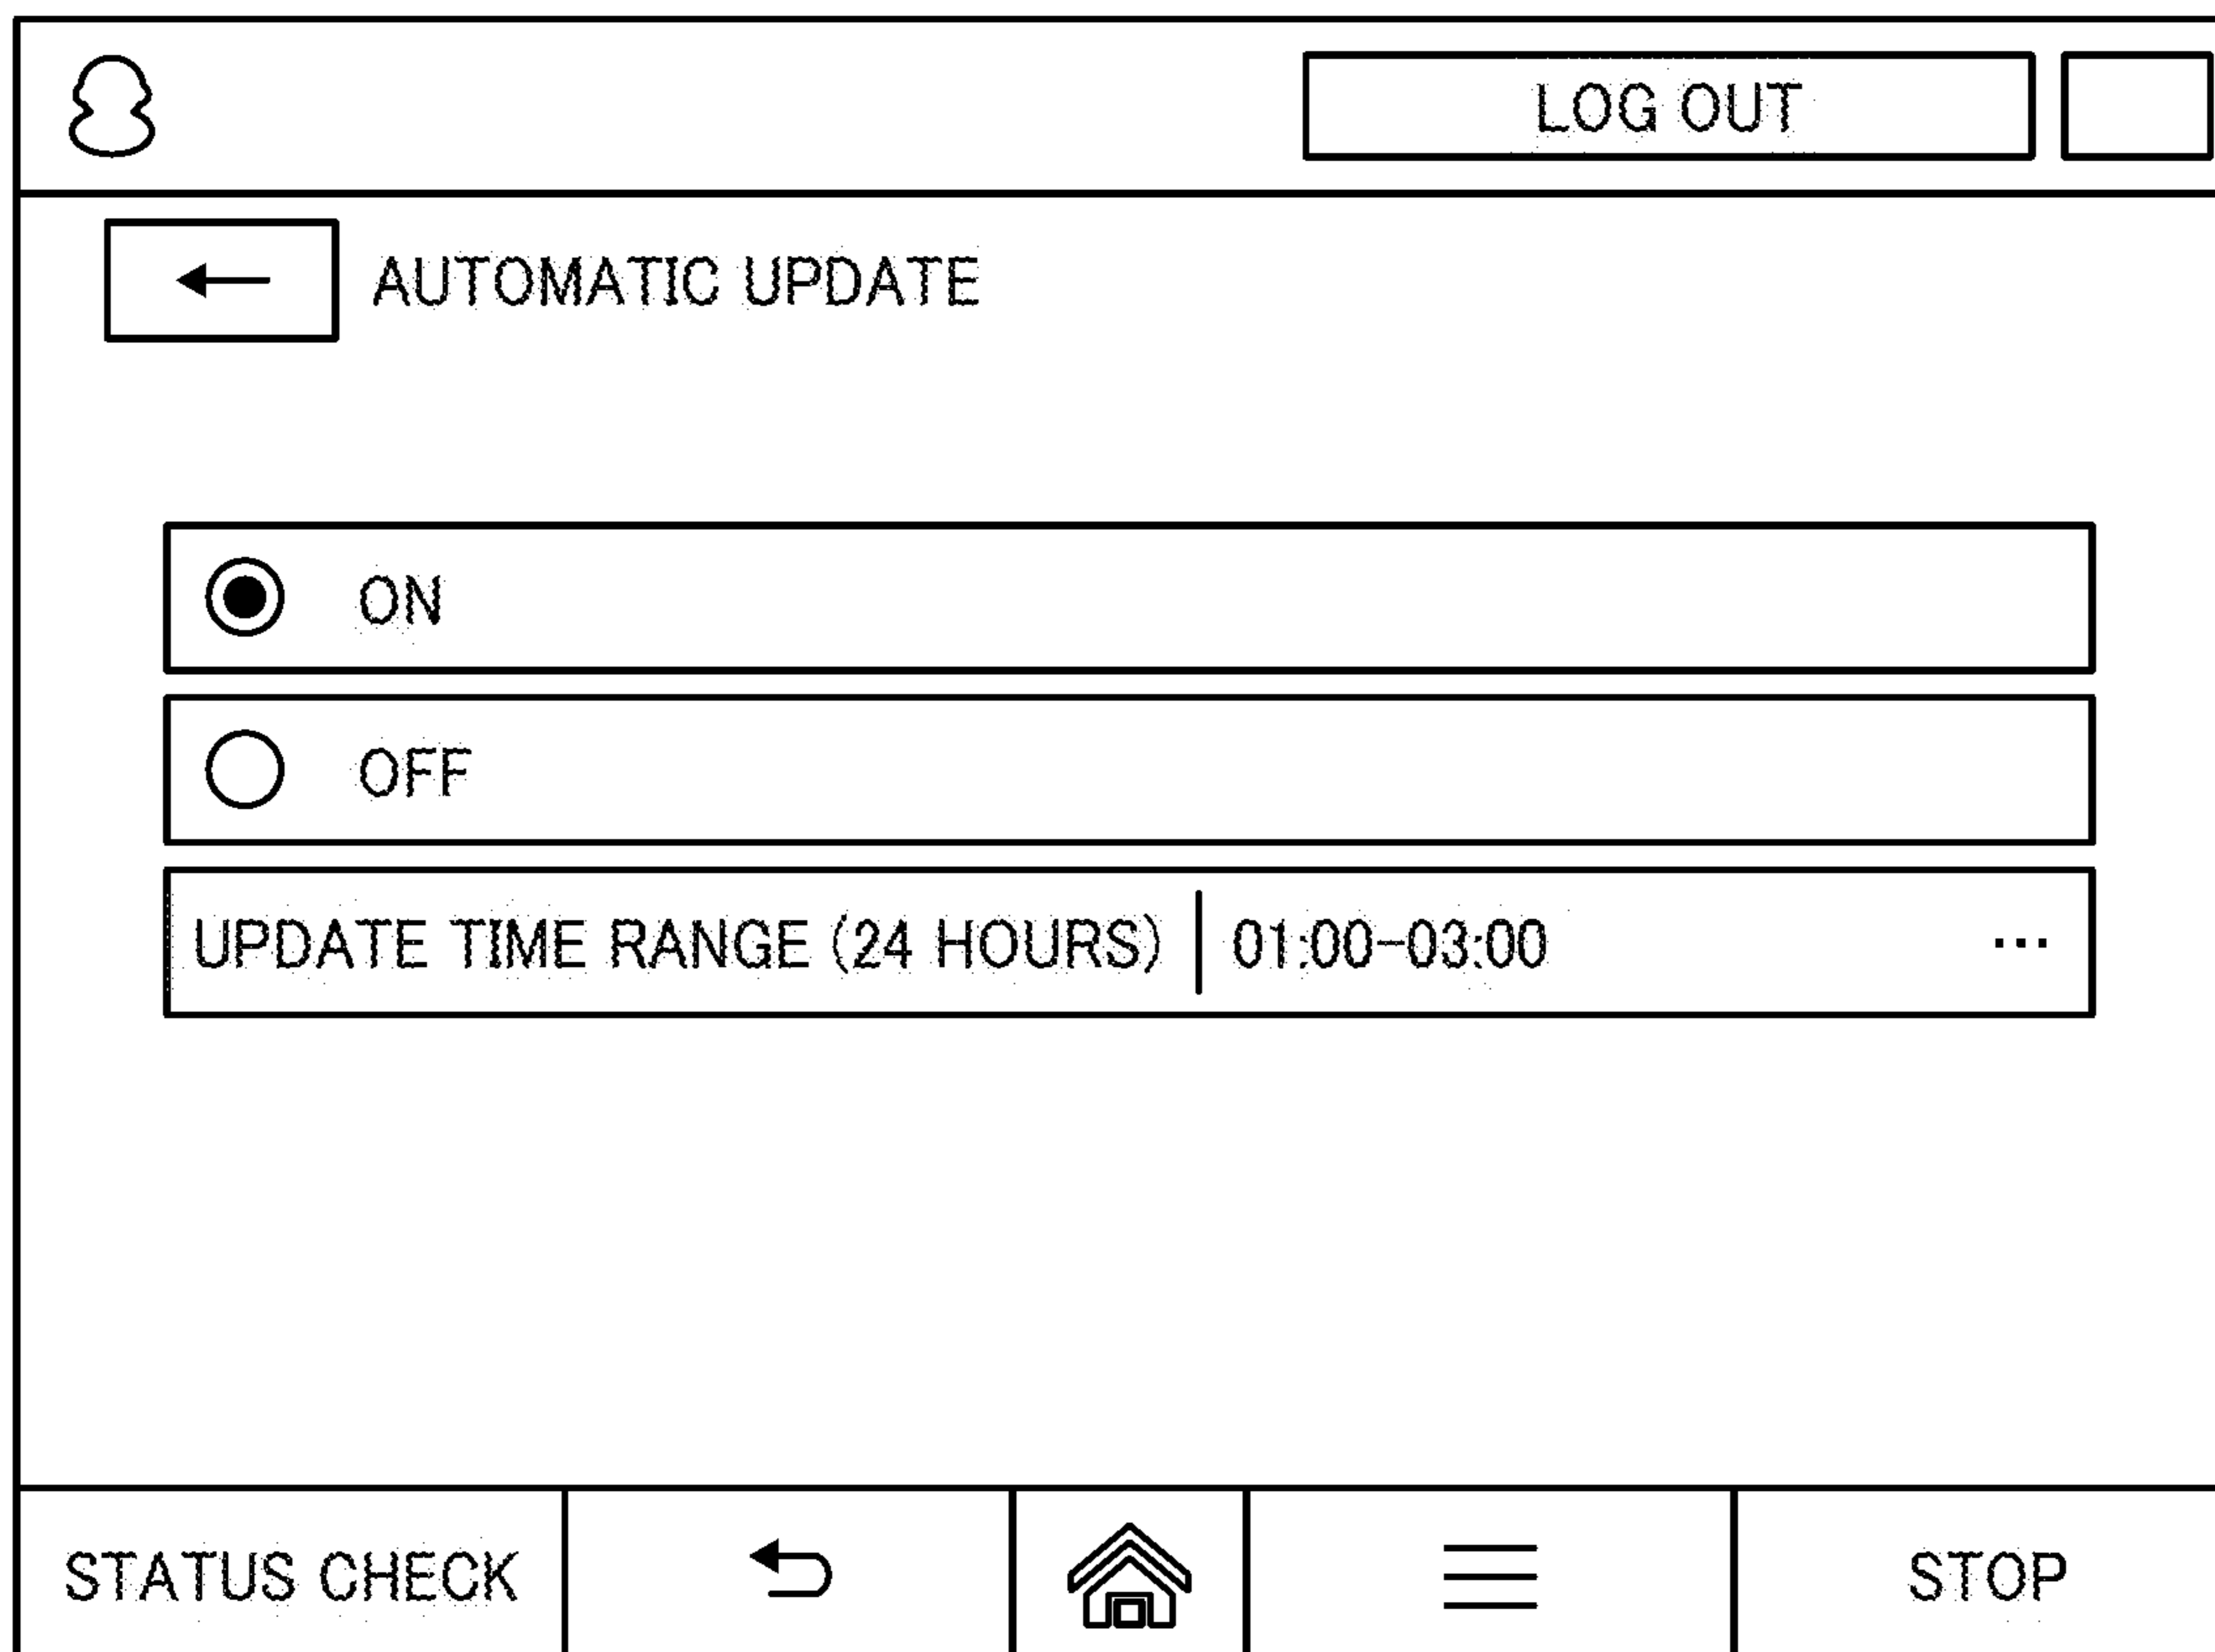 LOG OUT
AUTOMATIC UPDATE
ON
OFF
UPDATE TIME RANGE (24 HOURS) 01:00-03:00 ...
STATUS CHECK STOP